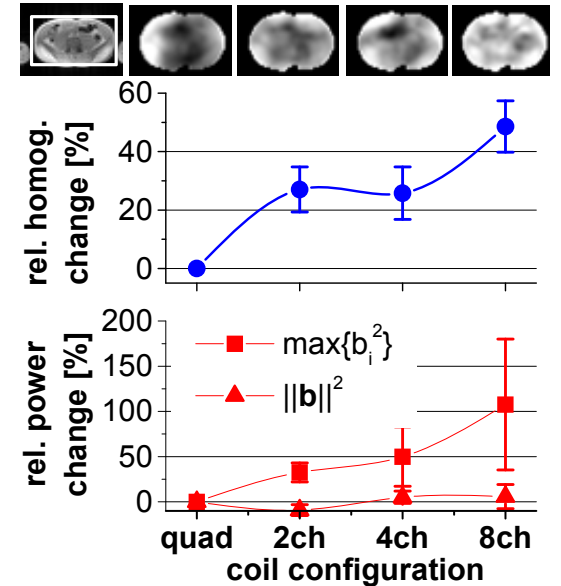 60
40
20
0
rel. homog.
change [%]
200
150
100
50
0
rel. power
change [%]
max{b_i^2}
||b||^2
quad 2ch 4ch 8ch
coil configuration